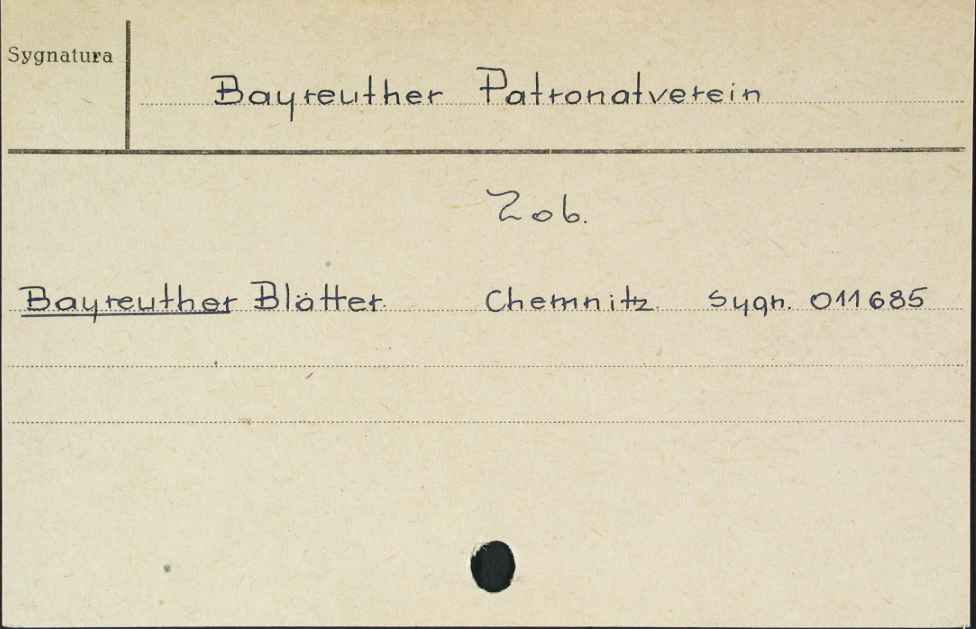 Sygnatura
Bayreuther Patronatverein
Zob.
Bayreuther Blätter. Chemnitz. Sygn. 011685